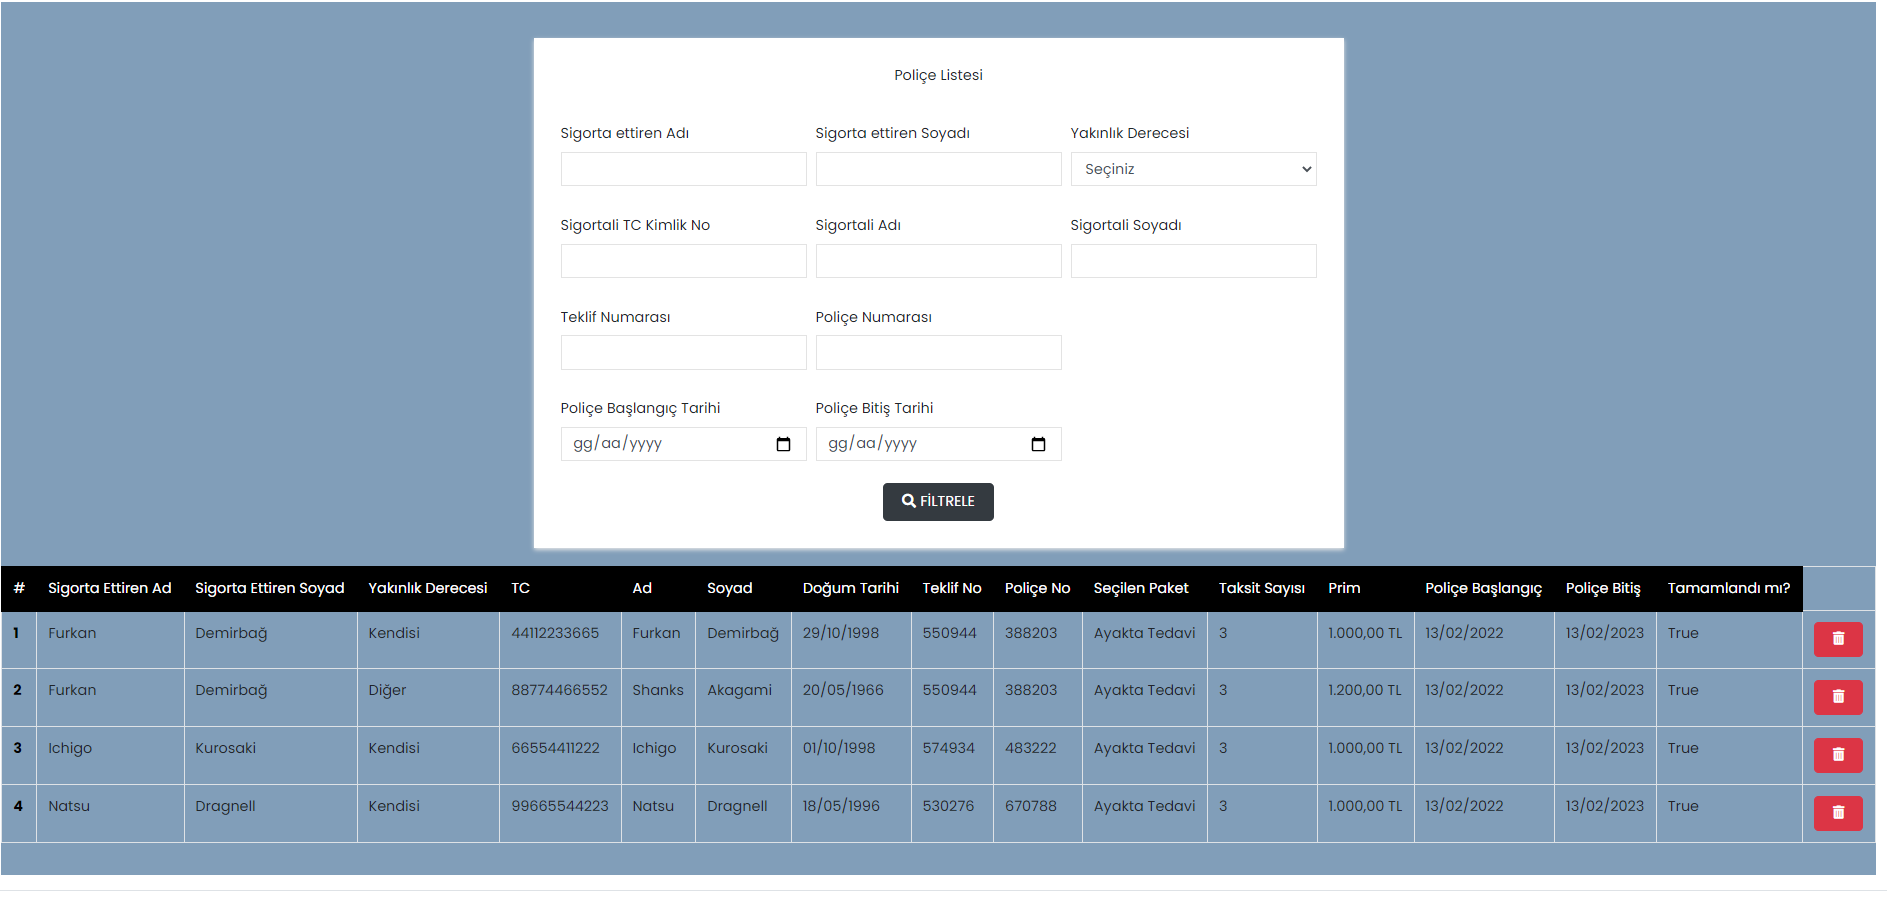 Poliçe Listesi
Sigorta ettiren Adı Sigorta ettiren Soyadı Yakınlık Derecesi
Seçiniz
Sigortali TC Kimlik No Sigortali Adı Sigortali Soyadı
Teklif Numarası Poliçe Numarası
Poliçe Başlangıç Tarihi Poliçe Bitiş Tarihi
gg/aa/yyyy gg/aa/yyyy
FİLTRELE
# Sigorta Ettiren Ad Sigorta Ettiren Soyad Yakınlık Derecesi TC Ad Soyad Doğum Tarihi Teklif No Poliçe No Seçilen Paket Taksit Sayısı Prim Poliçe Başlangıç Poliçe Bitiş Tamamlandı mı?
1 Furkan Demirbağ Kendisi 44112233665 Furkan Demirbağ 29/10/1998 550944 388203 Ayakta Tedavi 3 1.000,00 TL 13/02/2022 13/02/2023 True
2 Furkan Demirbağ Diğer 88774466552 Shanks Akagami 20/05/1966 550944 388203 Ayakta Tedavi 3 1.200,00 TL 13/02/2022 13/02/2023 True
3 Ichigo Kurosaki Kendisi 66554411222 Ichigo Kurosaki 01/10/1998 574934 483222 Ayakta Tedavi 3 1.000,00 TL 13/02/2022 13/02/2023 True
4 Natsu Dragnell Kendisi 99665544223 Natsu Dragnell 18/05/1996 530276 670788 Ayakta Tedavi 3 1.000,00 TL 13/02/2022 13/02/2023 True